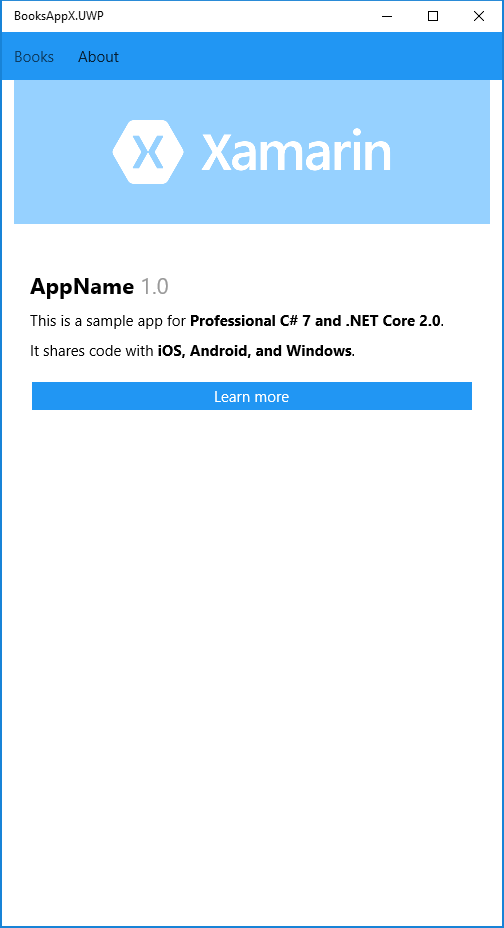 BooksAppX.UWP
Books About
Xamarin
AppName 1.0
This is a sample app for Professional C# 7 and .NET Core 2.0.
It shares code with iOS, Android, and Windows.
Learn more